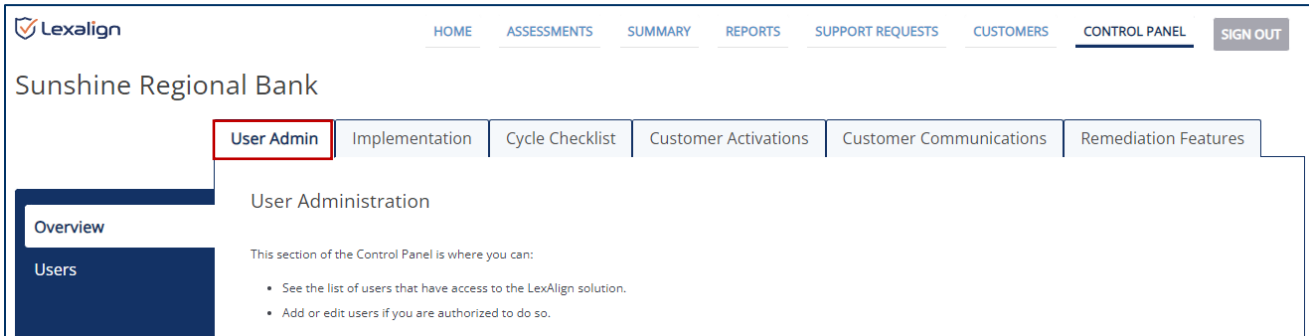 Lexalign
HOME ASSESSMENTS SUMMARY REPORTS SUPPORT REQUESTS CUSTOMERS CONTROL PANEL SIGN OUT
Sunshine Regional Bank
User Admin Implementation Cycle Checklist Customer Activations Customer Communications Remediation Features
Overview
Users
User Administration
This section of the Control Panel is where you can:
• See the list of users that have access to the LexAlign solution.
• Add or edit users if you are authorized to do so.